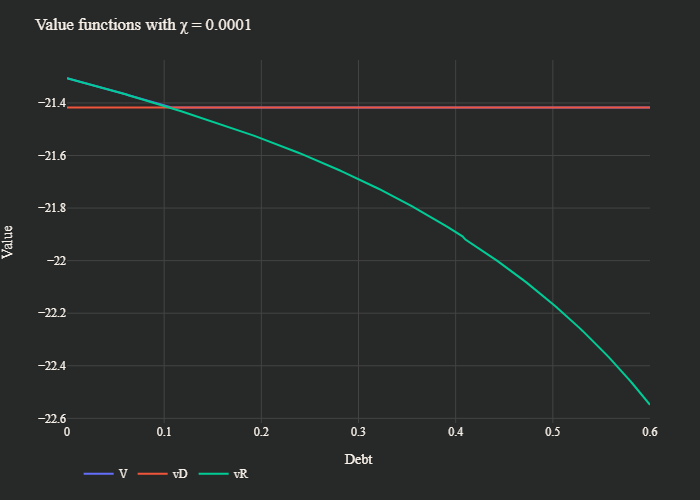 Value functions with χ = 0.0001
Value
−21.4
−21.6
−21.8
−22
−22.2
−22.4
−22.6
0 0.1 0.2 0.3 0.4 0.5 0.6
Debt
V vD vR